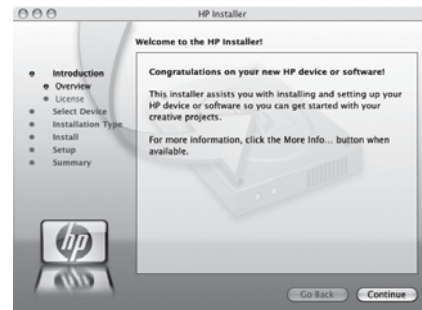 HP Installer
Welcome to the HP Installer!
Introduction
Overview
License
Select Device
Installation Type
Install
Setup
Summary
Congratulations on your new HP device or software!
This installer assists you with installing and setting up your
HP device or software so you can get started with your
creative projects.
For more information, click the More Info... button when
available.
hp
Go Back
Continue